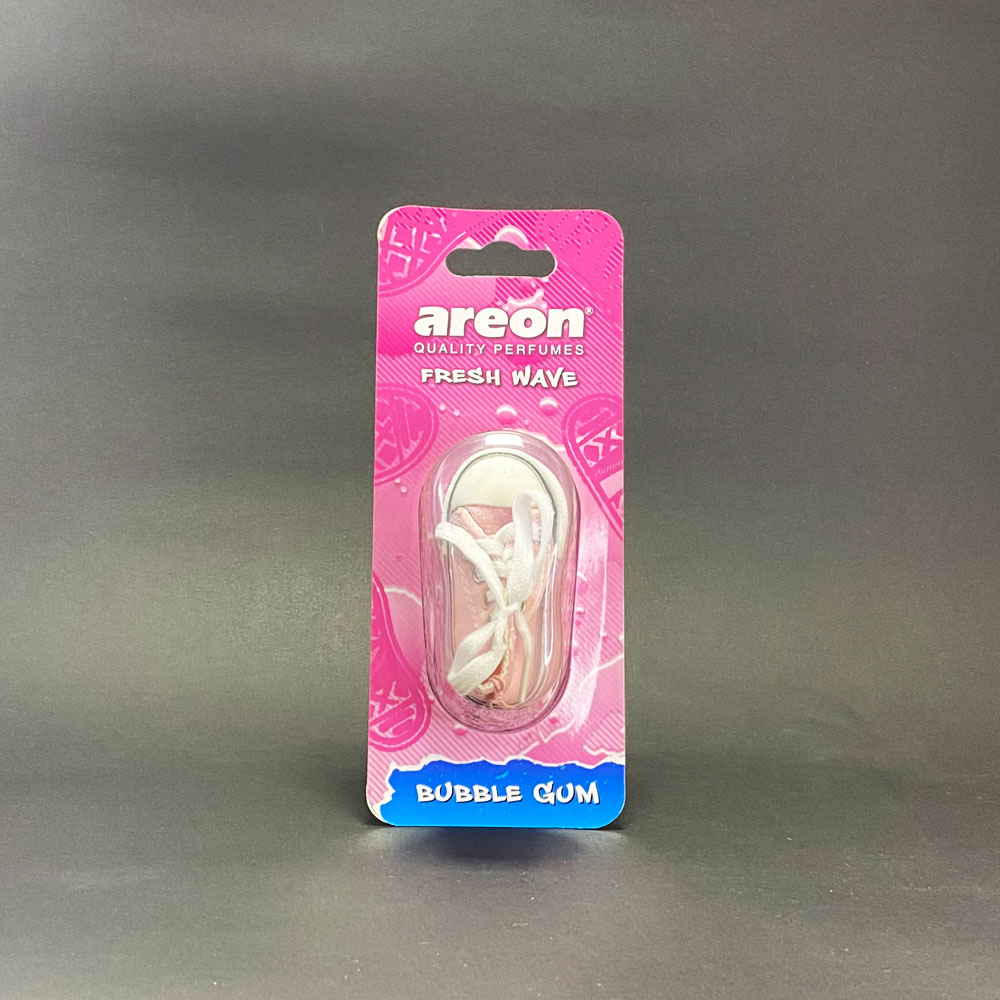 areon®
QUALITY PERFUMES
FRESH WAVE
BUBBLE GUM